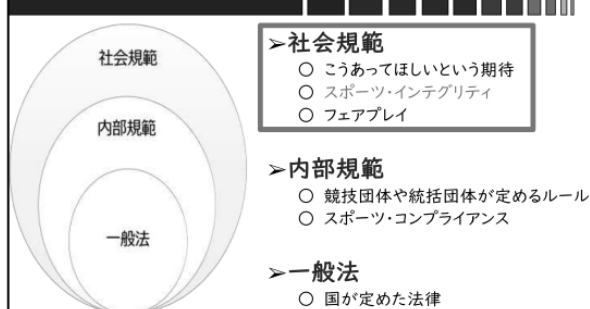 社会規範
内部規範
一般法
➢社会規範
○ こうあってほしいという期待
○ スポーツ・インテグリティ
○ フェアプレイ
➢内部規範
○ 競技団体や統括団体が定めるルール
○ スポーツ・コンプライアンス
➢一般法
○ 国が定めた法律